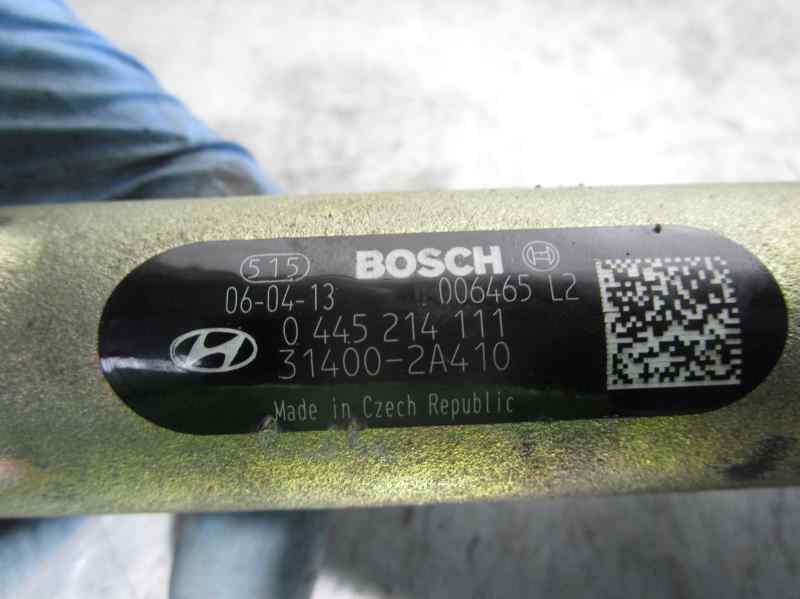 515 BOSCH
06-04-13 006465 L2
0 445 214 111
31400-2A410
Made in Czech Republic